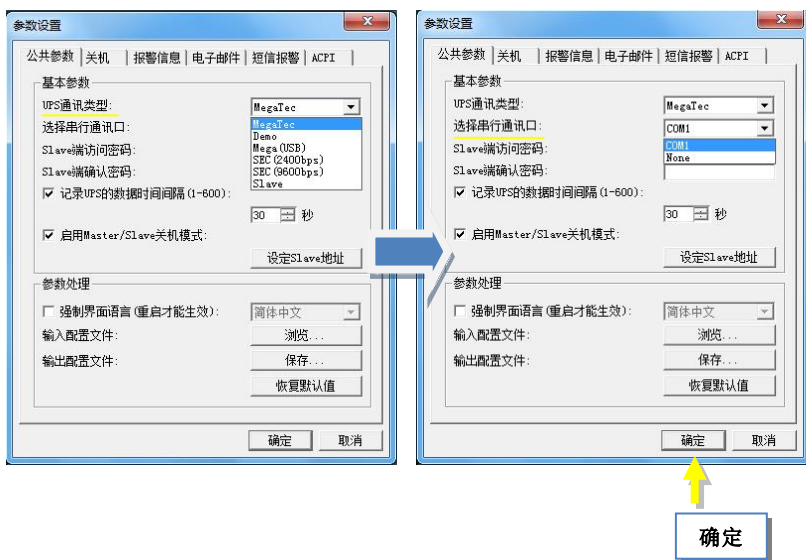 参数设置
公共参数 关机 报警信息 电子邮件 短信报警 ACPI
基本参数
UPS通讯类型: MegaTec
选择串行通讯口: MegaTec
Demo
Slave端访问密码: Mega(USB)
SEC(2400bps)
Slave端确认密码: SEC(9600bps)
Slave
记录UPS的数据时间间隔(1-600):
30 秒
启用Master/Slave关机模式:
设定Slave地址
参数处理
强制界面语言(重启才能生效): 简体中文
输入配置文件: 浏览...
输出配置文件: 保存...
恢复默认值
确定 取消
参数设置
公共参数 关机 报警信息 电子邮件 短信报警 ACPI
基本参数
UPS通讯类型: MegaTec
选择串行通讯口: COM1
Slave端访问密码: COM1
None
Slave端确认密码:
记录UPS的数据时间间隔(1-600):
30 秒
启用Master/Slave关机模式:
设定Slave地址
参数处理
强制界面语言(重启才能生效): 简体中文
输入配置文件: 浏览...
输出配置文件: 保存...
恢复默认值
确定 取消
确定